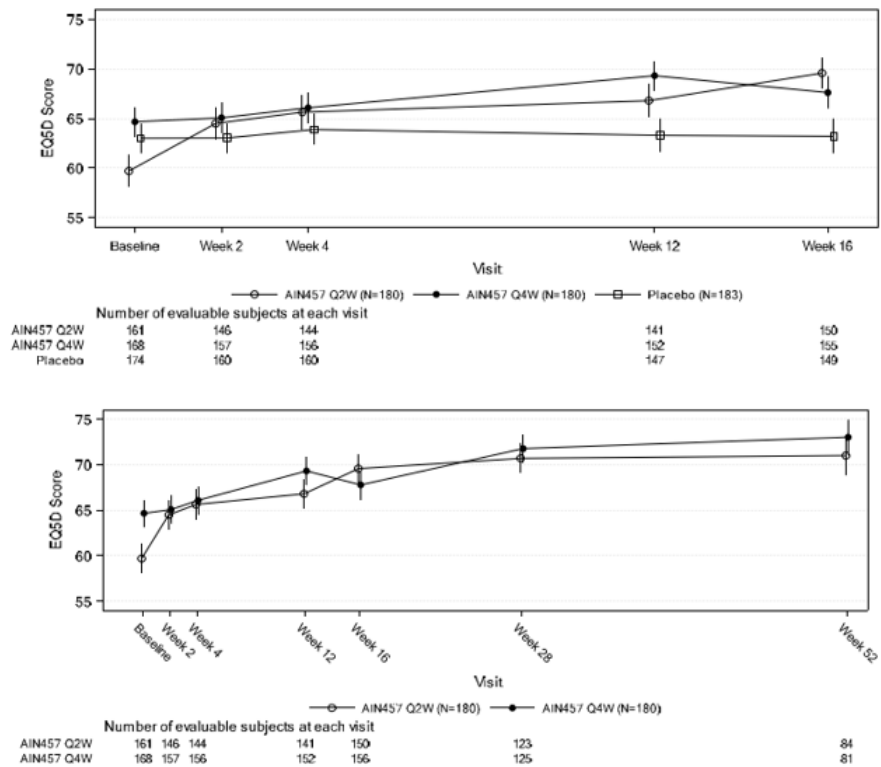 75
70
65
60
55
EQ5D Score
Baseline Week 2 Week 4 Week 12 Week 16
Visit
AIN457 Q2W (N=180) AIN457 Q4W (N=180) Placebo (N=183)
Number of evaluable subjects at each visit
AIN457 Q2W 161 146 144 141 150
AIN457 Q4W 168 157 156 152 155
Placebo 174 160 160 147 149
75
70
65
60
55
EQ5D Score
Baseline Week 2 Week 4 Week 12 Week 16 Week 28 Week 52
Visit
AIN457 Q2W (N=180) AIN457 Q4W (N=180)
Number of evaluable subjects at each visit
AIN457 Q2W 161 146 144 141 150 123 84
AIN457 Q4W 168 157 156 152 156 125 81